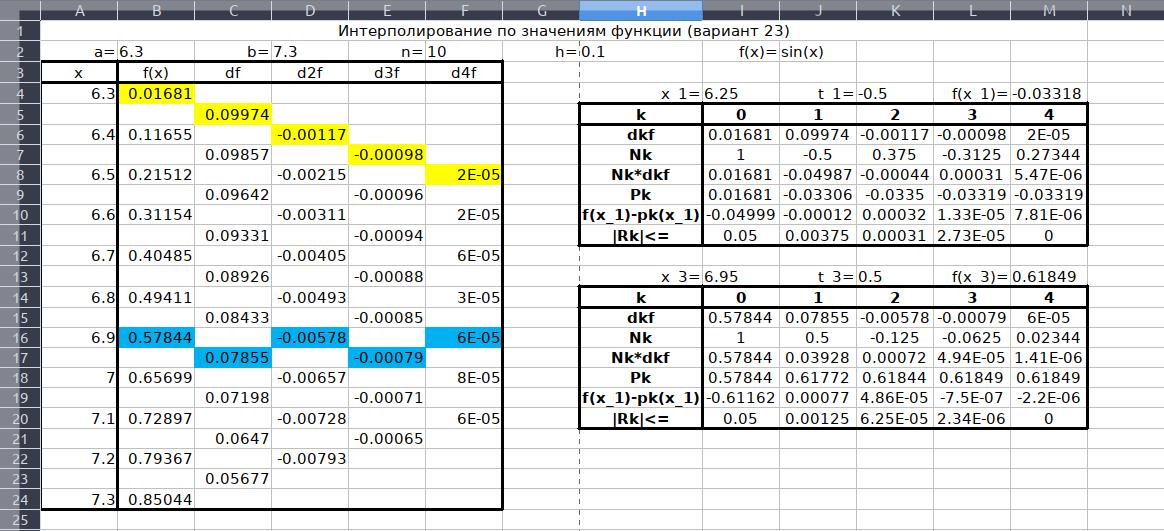 A B C D E F G H I J K L M N
1 Интерполирование по значениям функции (вариант 23)
2 a= 6.3 b= 7.3 n= 10 h= 0.1 f(x)= sin(x)
3 x f(x) df d2f d3f d4f
4 6.3 0.01681 x_1= 6.25 t_1= -0.5 f(x_1)= -0.03318
5 0.09974 k 0 1 2 3 4
6 6.4 0.11655 -0.00117 dkf 0.01681 0.09974 -0.00117 -0.00098 2E-05
7 0.09857 -0.00098 Nk 1 -0.5 0.375 -0.3125 0.27344
8 6.5 0.21512 -0.00215 2E-05 Nk*dkf 0.01681 -0.04987 -0.00044 0.00031 5.47E-06
9 0.09642 -0.00096 Pk 0.01681 -0.03306 -0.0335 -0.03319 -0.03319
10 6.6 0.31154 -0.00311 2E-05 f(x_1)-pk(x_1) -0.04999 -0.00012 0.00032 1.33E-05 7.81E-06
11 0.09331 -0.00094 |Rk|<= 0.05 0.00375 0.00031 2.73E-05 0
12 6.7 0.40485 -0.00405 6E-05
13 0.08926 -0.00088 x_3= 6.95 t_3= 0.5 f(x_3)= 0.61849
14 6.8 0.49411 -0.00493 3E-05 k 0 1 2 3 4
15 0.08433 -0.00085 dkf 0.57844 0.07855 -0.00578 -0.00079 6E-05
16 6.9 0.57844 -0.00578 6E-05 Nk 1 0.5 -0.125 -0.0625 0.02344
17 0.07855 -0.00079 Nk*dkf 0.57844 0.03928 0.00072 4.94E-05 1.41E-06
18 7 0.65699 -0.00657 8E-05 Pk 0.57844 0.61772 0.61844 0.61849 0.61849
19 0.07198 -0.00071 f(x_1)-pk(x_1) -0.61162 0.00077 4.86E-05 -7.5E-07 -2.2E-06
20 7.1 0.72897 -0.00728 6E-05 |Rk|<= 0.05 0.00125 6.25E-05 2.34E-06 0
21 0.0647 -0.00065
22 7.2 0.79367 -0.00793
23 0.05677
24 7.3 0.85044
25